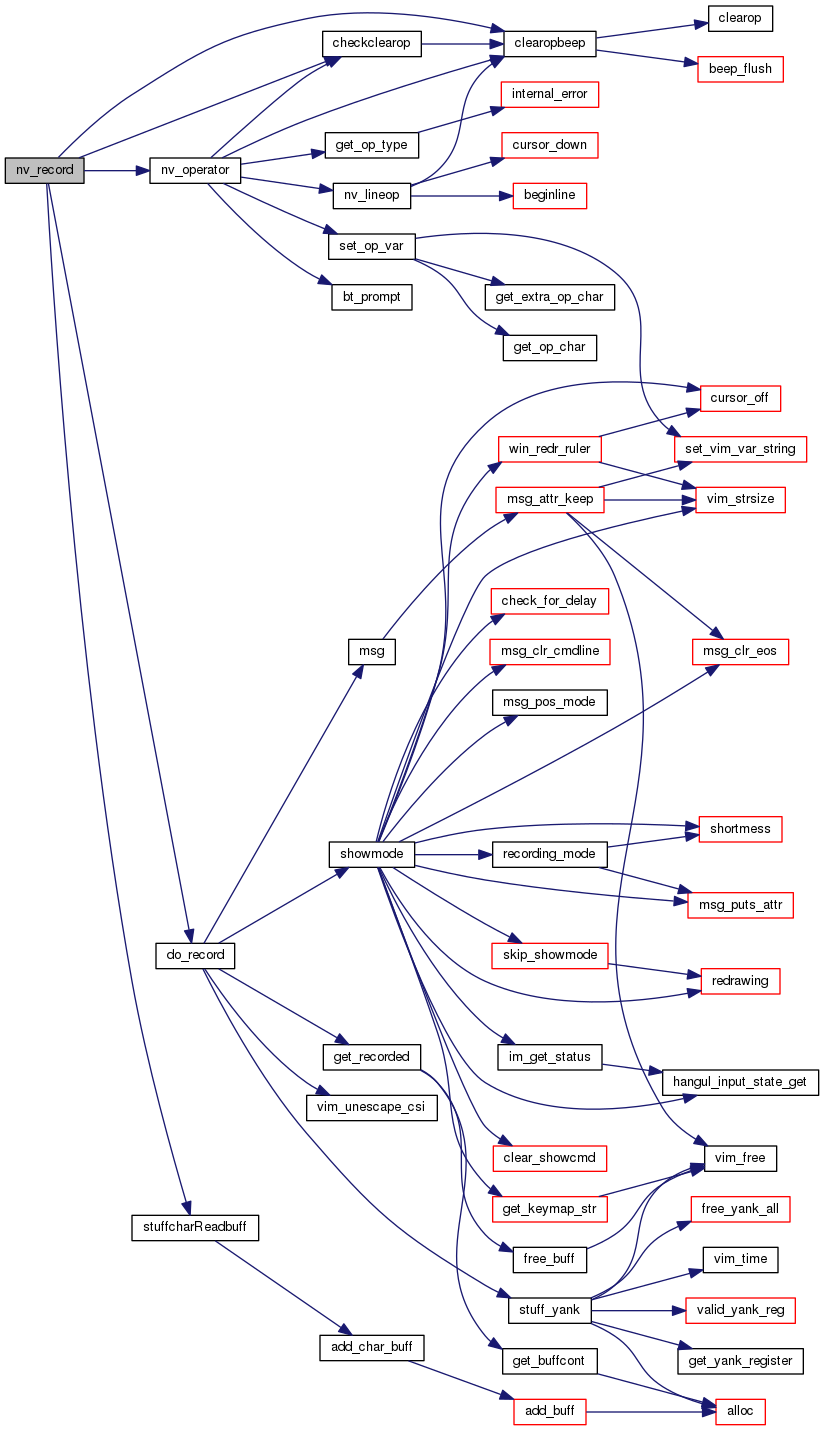 clearop
checkclearop
clearopbeep
beep_flush
internal_error
get_op_type
cursor_down
nv_record
nv_operator
nv_lineop
beginline
set_op_var
bt_prompt
get_extra_op_char
get_op_char
cursor_off
win_redr_ruler
set_vim_var_string
msg_attr_keep
vim_strsize
check_for_delay
msg
msg_clr_cmdline
msg_clr_eos
msg_pos_mode
shortmess
showmode
recording_mode
msg_puts_attr
do_record
skip_showmode
redrawing
get_recorded
im_get_status
hangul_input_state_get
vim_unescape_csi
clear_showcmd
vim_free
get_keymap_str
free_yank_all
stuffcharReadbuff
free_buff
vim_time
stuff_yank
valid_yank_reg
add_char_buff
get_buffcont
get_yank_register
add_buff
alloc